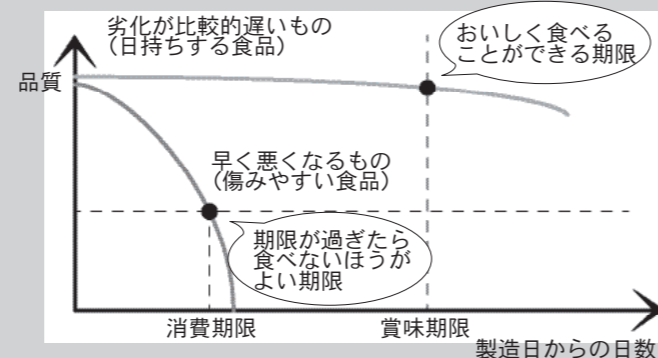 劣化が比較的遅いもの
（日持ちする食品）
おいしく食べる
ことができる期限
品質
早く悪くなるもの
（傷みやすい食品）
期限が過ぎたら
食べないほうが
よい期限
消費期限
賞味期限
製造日からの日数